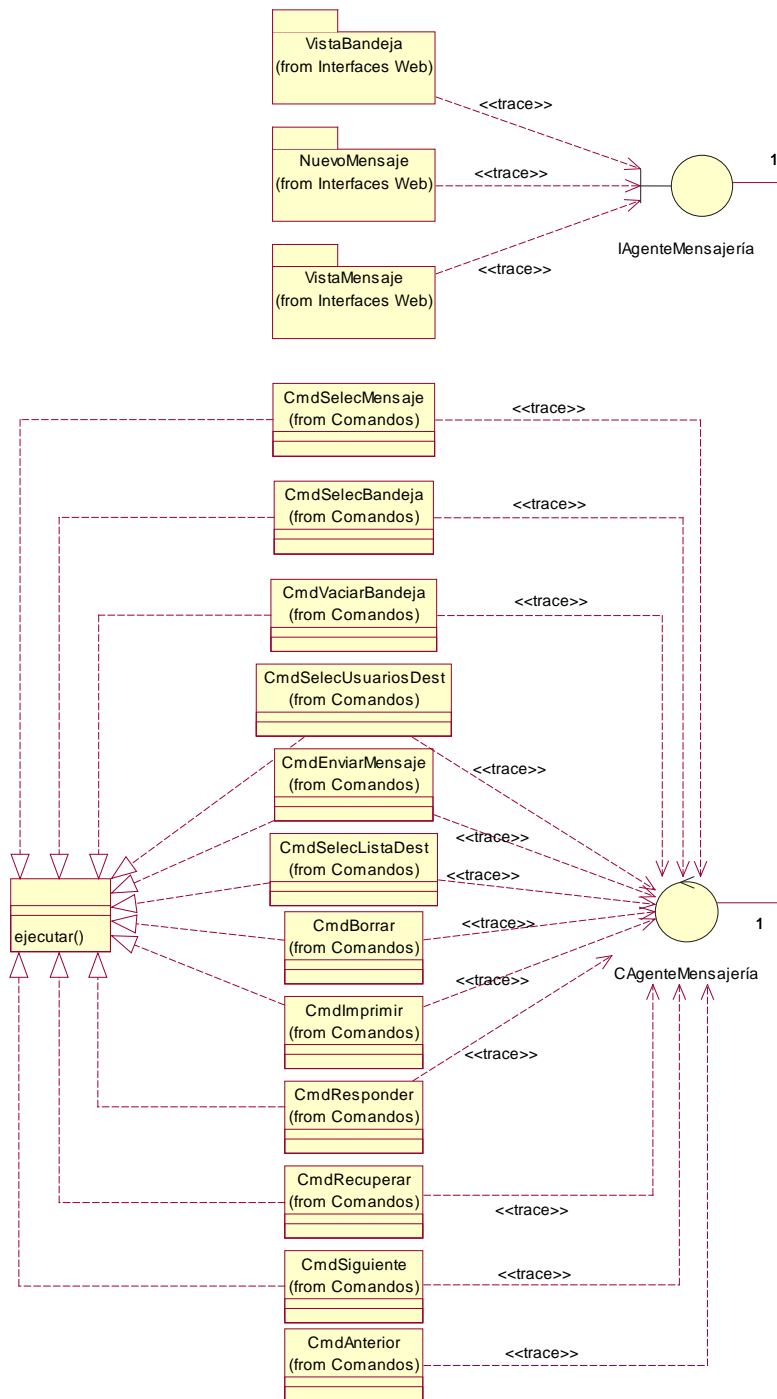 VistaBandeja
(from Interfaces Web)
<<trace>>
NuevoMensaje
(from Interfaces Web)
<<trace>>
1
VistaMensaje
(from Interfaces Web)
<<trace>>
IAgenteMensajería
CmdSelecMensaje
(from Comandos)
<<trace>>
CmdSelecBandeja
(from Comandos)
<<trace>>
CmdVaciarBandeja
(from Comandos)
<<trace>>
CmdSelecUsuariosDest
(from Comandos)
<<trace>>
CmdEnviarMensaje
(from Comandos)
<<trace>>
CmdSelecListaDest
(from Comandos)
<<trace>>
ejecutar()
CmdBorrar
(from Comandos)
<<trace>>
1
CAgenteMensajería
CmdImprimir
(from Comandos)
<<trace>>
CmdResponder
(from Comandos)
<<trace>>
CmdRecuperar
(from Comandos)
<<trace>>
CmdSiguiente
(from Comandos)
<<trace>>
CmdAnterior
(from Comandos)
<<trace>>